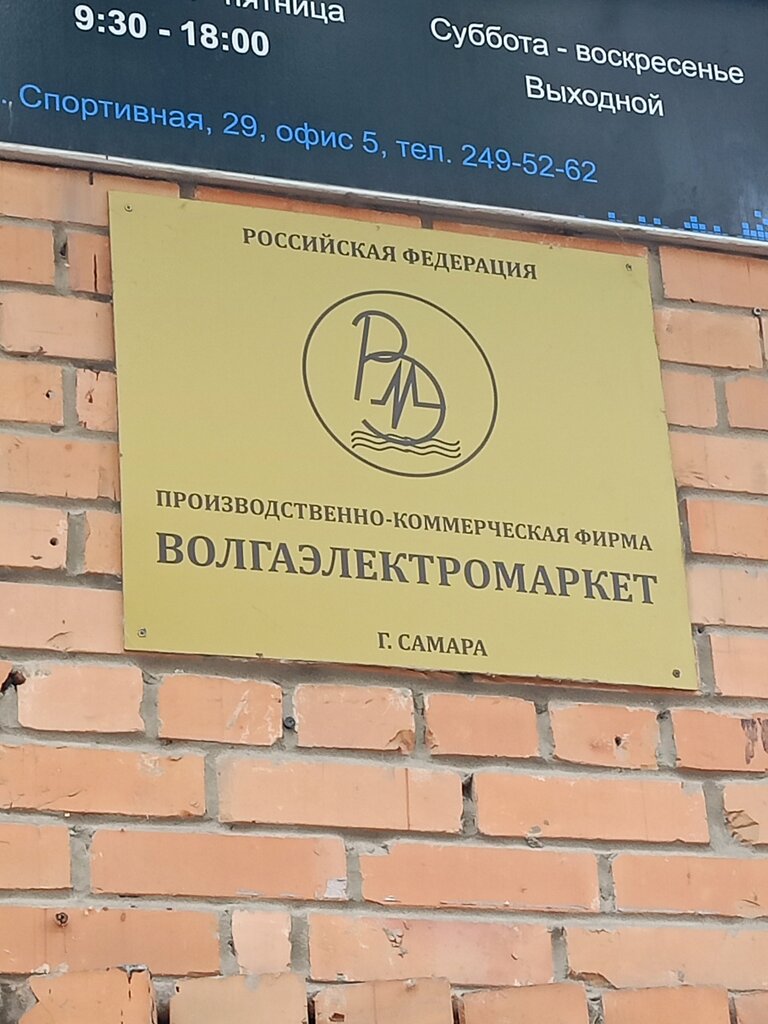 пятница
9:30 - 18:00
Суббота - воскресенье
Выходной
Спортивная, 29, офис 5, тел. 249-52-62
РОССИЙСКАЯ ФЕДЕРАЦИЯ
РМЭ
ПРОИЗВОДСТВЕННО-КОММЕРЧЕСКАЯ ФИРМА
ВОЛГАЭЛЕКТРОМАРКЕТ
Г. САМАРА